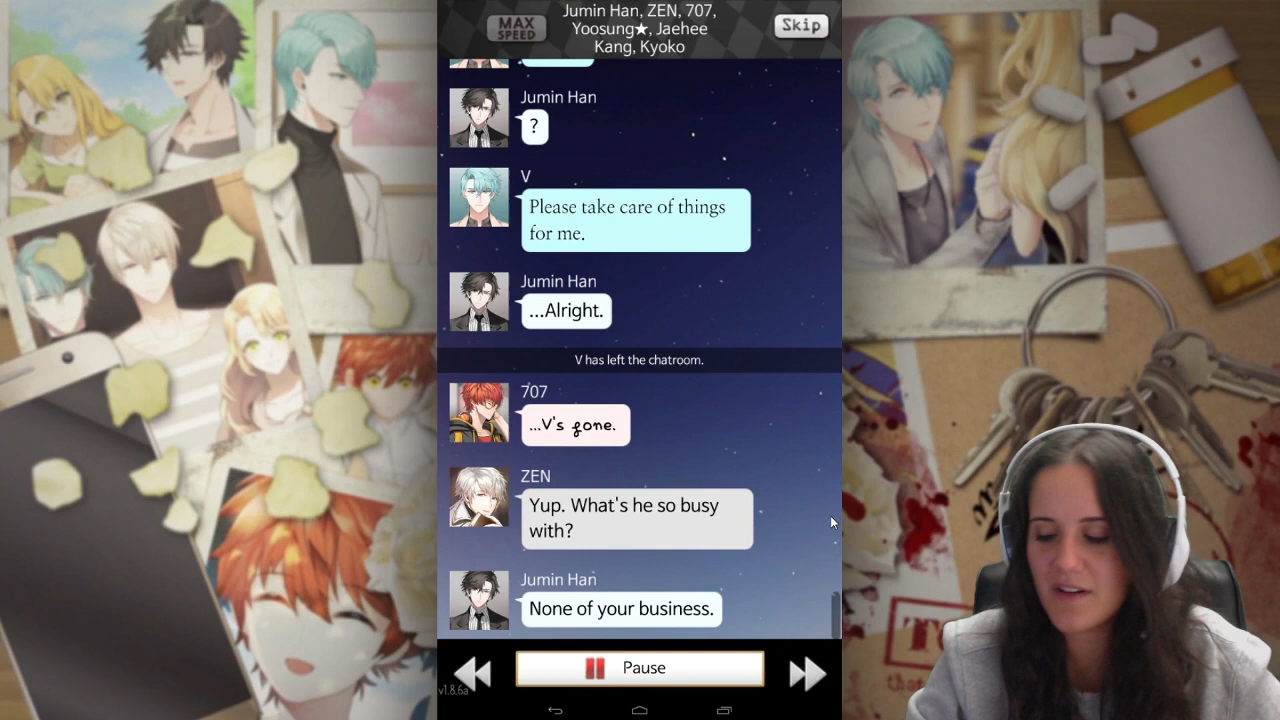 MAX
SPEED
Jumin Han, ZEN, 707,
Yoosung★, Jaehee
Kang, Kyoko
Skip
Jumin Han
?
V
Please take care of things
for me.
Jumin Han
...Alright.
V has left the chatroom.
707
...V's gone.
ZEN
Yup. What's he so busy
with?
Jumin Han
None of your business.
Pause
v1.8.6a